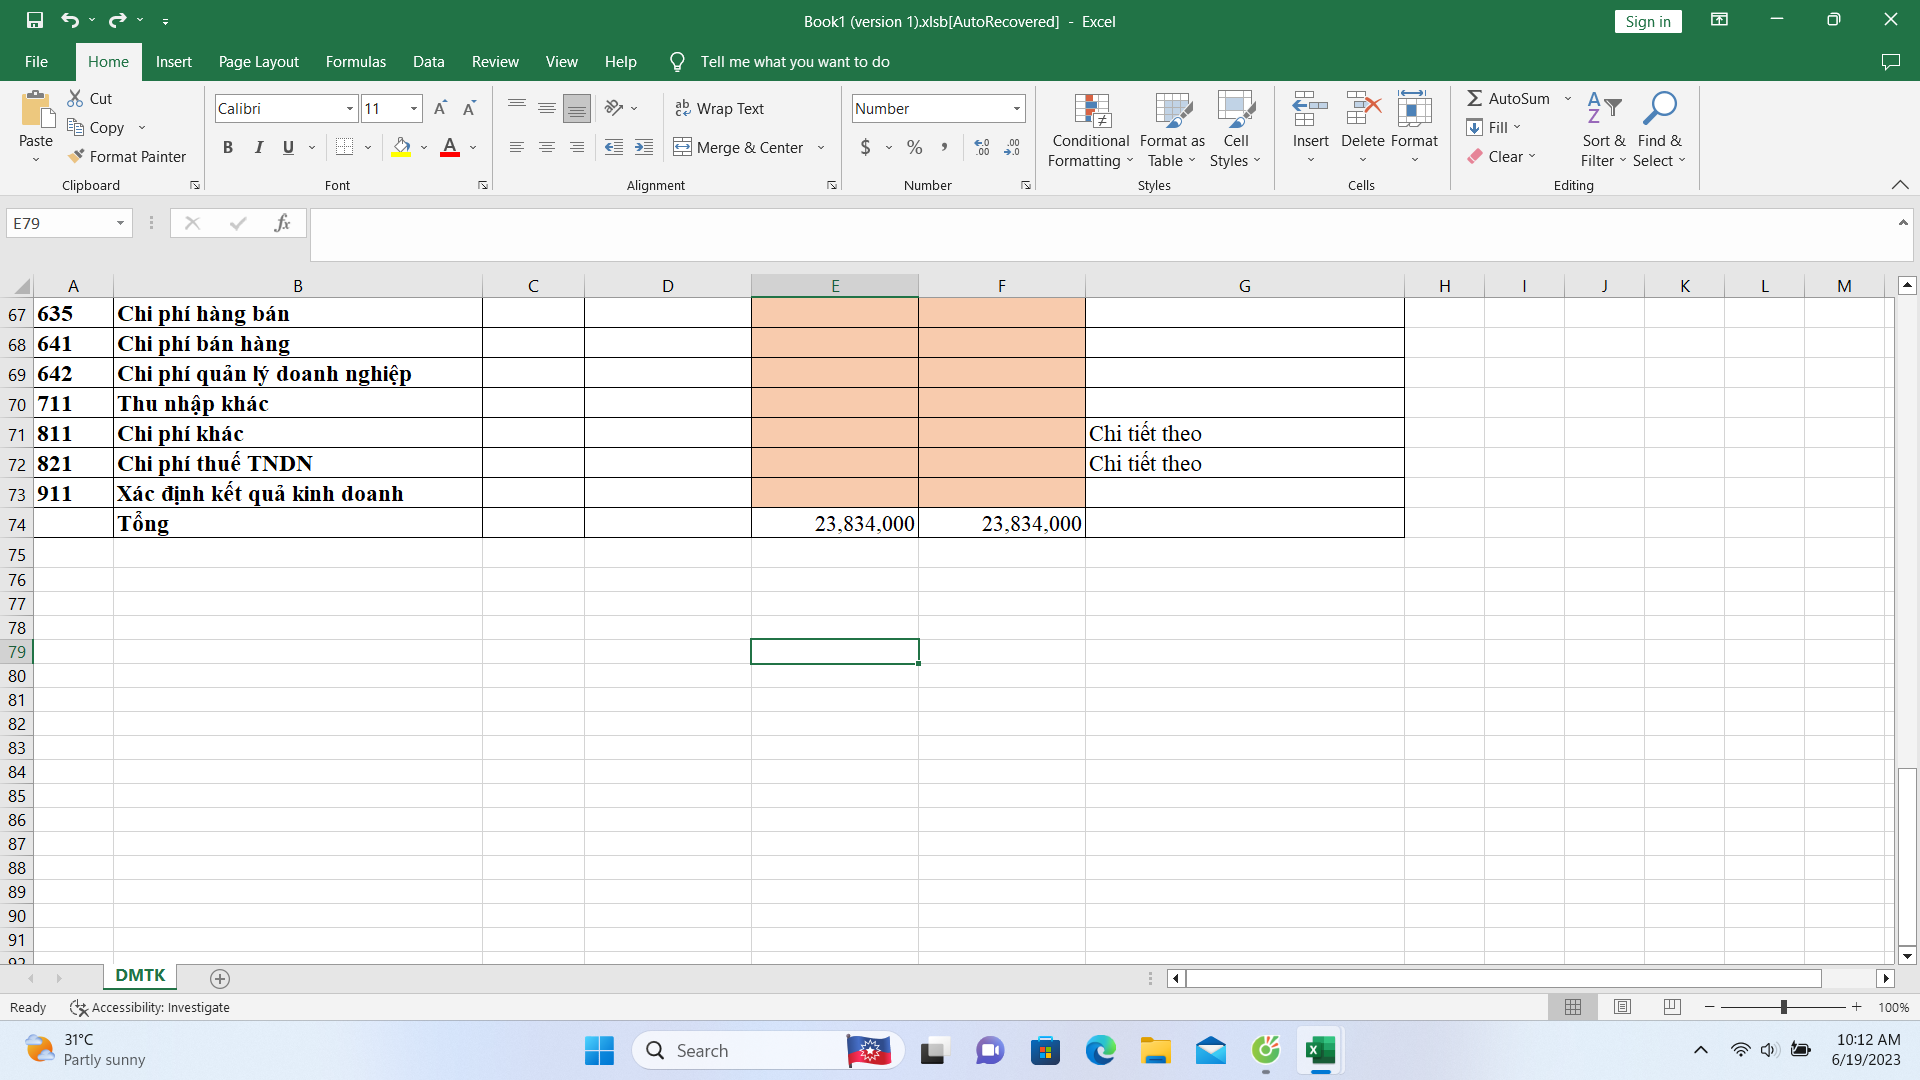 Book1 (version 1).xlsb[AutoRecovered] - Excel
Sign in
File Home Insert Page Layout Formulas Data Review View Help Tell me what you want to do
Paste
Cut
Copy
Format Painter
Clipboard
Calibri 11
B I U
Font
Wrap Text
Merge & Center
Alignment
Number
$ % ,
Number
Conditional Formatting
Format as Table
Cell Styles
Styles
Insert Delete Format
Cells
AutoSum
Fill
Clear
Sort & Filter
Find & Select
Editing
E79
fx
A B C D E F G H I J K L M
67 635 Chi phí hàng bán
68 641 Chi phí bán hàng
69 642 Chi phí quản lý doanh nghiệp
70 711 Thu nhập khác
71 811 Chi phí khác Chi tiết theo
72 821 Chi phí thuế TNDN Chi tiết theo
73 911 Xác định kết quả kinh doanh
74 Tổng 23,834,000 23,834,000
75
76
77
78
79
80
81
82
83
84
85
86
87
88
89
90
91
92
DMTK
Ready Accessibility: Investigate 100%
31°C
Partly sunny
Search
10:12 AM
6/19/2023